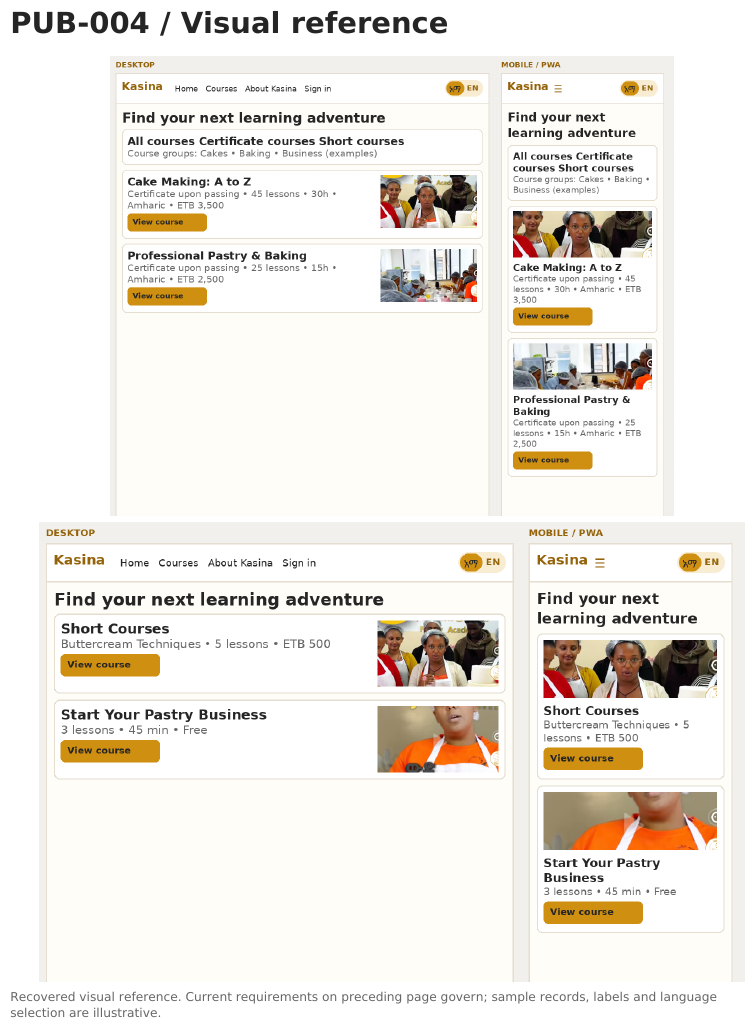 PUB-004 / Visual reference
DESKTOP
Kasina Home Courses About Kasina Sign in አማ EN
Find your next learning adventure
All courses Certificate courses Short courses
Course groups: Cakes • Baking • Business (examples)
Cake Making: A to Z
Certificate upon passing • 45 lessons • 30h •
Amharic • ETB 3,500
View course
Professional Pastry & Baking
Certificate upon passing • 25 lessons • 15h •
Amharic • ETB 2,500
View course
MOBILE / PWA
Kasina ☰ አማ EN
Find your next
learning adventure
All courses Certificate
courses Short courses
Course groups: Cakes • Baking •
Business (examples)
Cake Making: A to Z
Certificate upon passing • 45
lessons • 30h • Amharic • ETB
3,500
View course
Professional Pastry &
Baking
Certificate upon passing • 25
lessons • 15h • Amharic • ETB
2,500
View course
DESKTOP
Kasina Home Courses About Kasina Sign in አማ EN
Find your next learning adventure
Short Courses
Buttercream Techniques • 5 lessons • ETB 500
View course
Start Your Pastry Business
3 lessons • 45 min • Free
View course
MOBILE / PWA
Kasina ☰ አማ EN
Find your next
learning adventure
Short Courses
Buttercream Techniques • 5
lessons • ETB 500
View course
Start Your Pastry
Business
3 lessons • 45 min • Free
View course
Recovered visual reference. Current requirements on preceding page govern; sample records, labels and language
selection are illustrative.